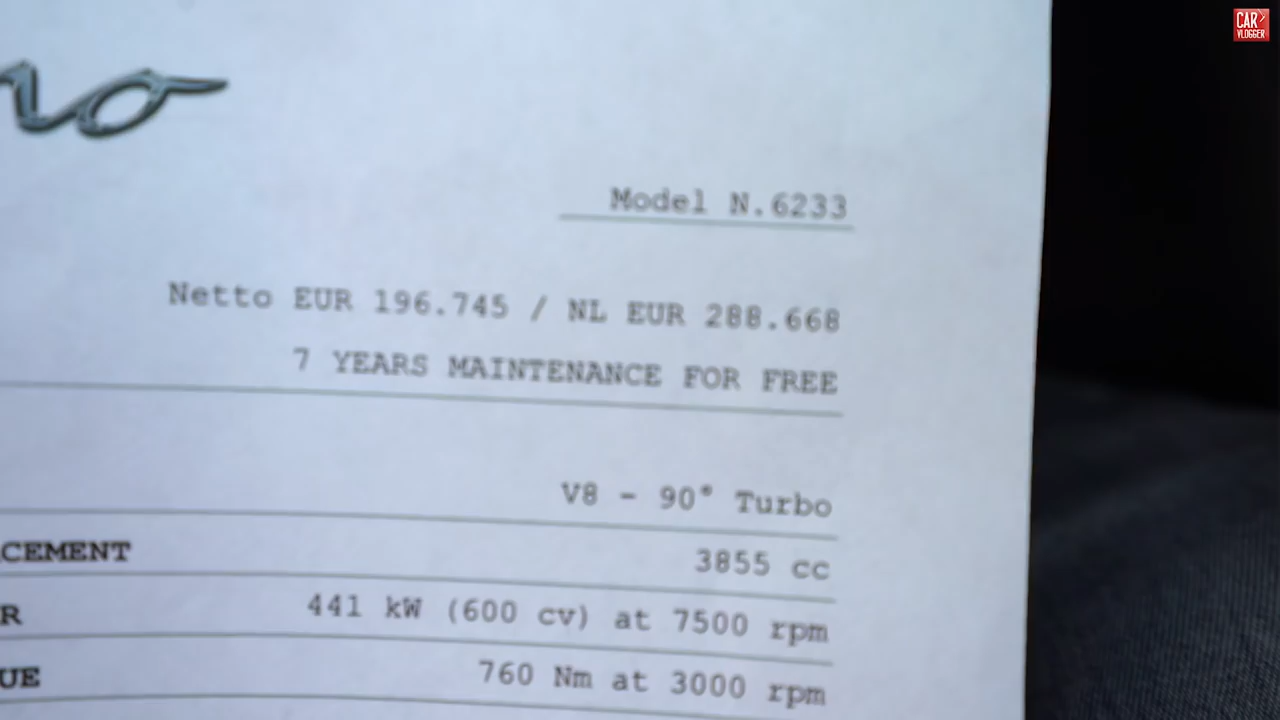 CAR
VLOGGER
no
Model N.6233
Netto EUR 196.745 / NL EUR 288.668
7 YEARS MAINTENANCE FOR FREE
V8 - 90° Turbo
CEMENT 3855 cc
R 441 kW (600 cv) at 7500 rpm
UE 760 Nm at 3000 rpm